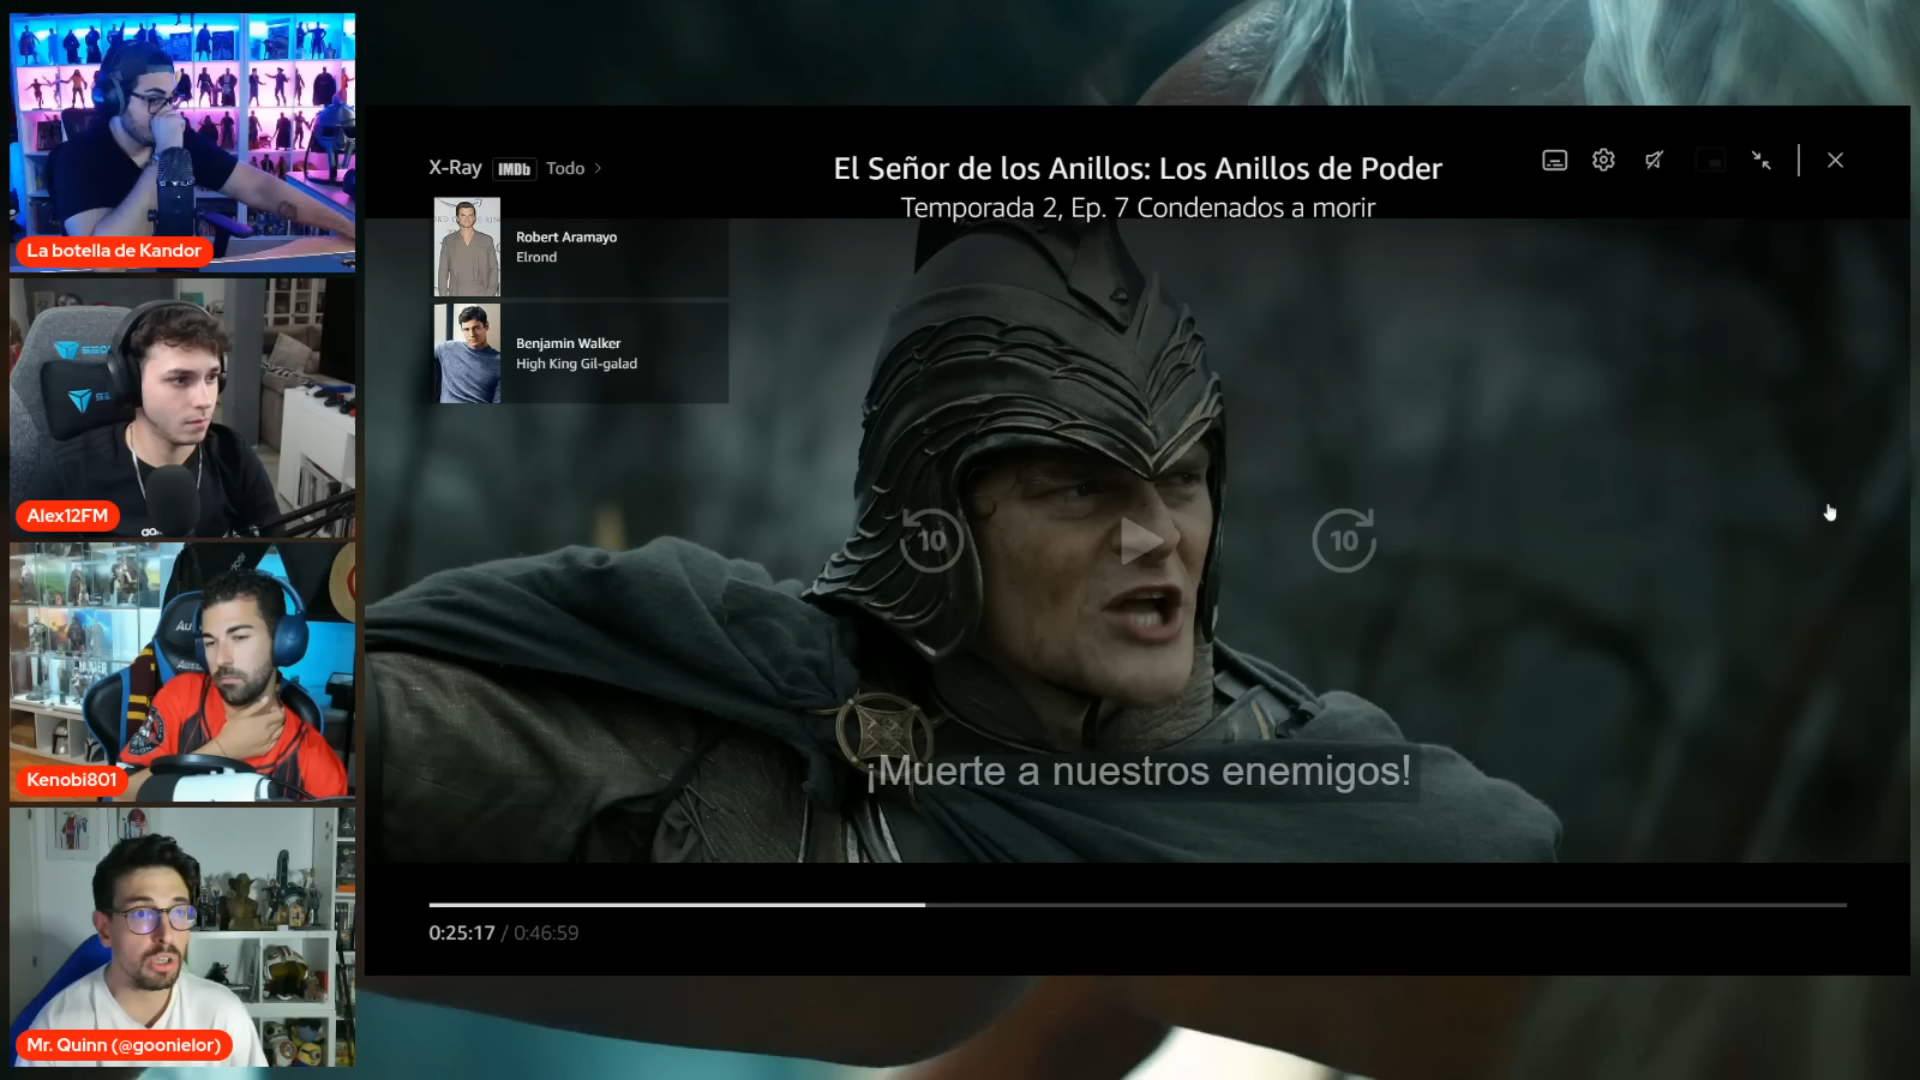 La botella de Kandor
Alex12FM
Kenobi801
Mr. Quinn (@goonielor)
X-Ray IMDb Todo >
El Señor de los Anillos: Los Anillos de Poder
Temporada 2, Ep. 7 Condenados a morir
Robert Aramayo
Elrond
Benjamin Walker
High King Gil-galad
10
10
¡Muerte a nuestros enemigos!
0:25:17 / 0:46:59